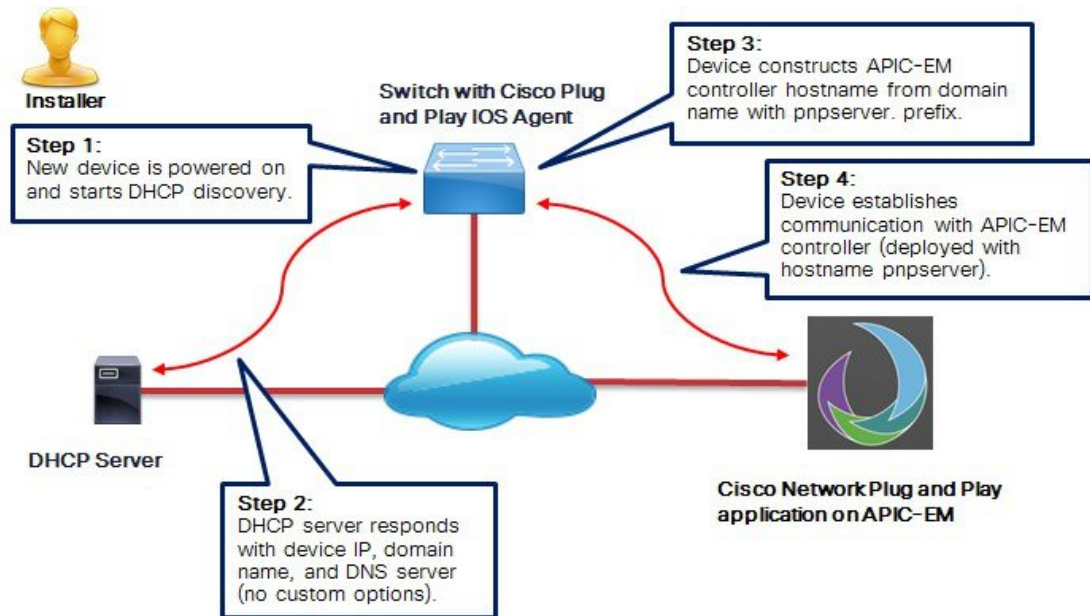 Installer
Step 1:
New device is powered on
and starts DHCP discovery.
Switch with Cisco Plug
and Play IOS Agent
Step 3:
Device constructs APIC-EM
controller hostname from domain
name with pnpserver. prefix.
Step 4:
Device establishes
communication with APIC-EM
controller (deployed with
hostname pnpserver).
DHCP Server
Step 2:
DHCP server responds
with device IP, domain
name, and DNS server
(no custom options).
Cisco Network Plug and Play
application on APIC-EM